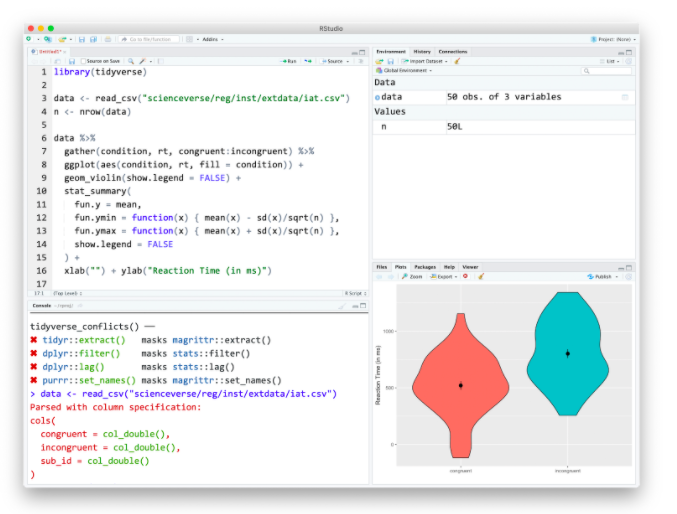 RStudio
Go to file/function
Addins
Project: (None)
Untitled1*
Source on Save
Run
Source
1 library(tidyverse)
2
3 data <- read_csv("scienceverse/reg/inst/extdata/iat.csv")
4 n <- nrow(data)
5
6 data %>%
7 gather(condition, rt, congruent:incongruent) %>%
8 ggplot(aes(condition, rt, fill = condition)) +
9 geom_violin(show.legend = FALSE) +
10 stat_summary(
11 fun.y = mean,
12 fun.ymin = function(x) { mean(x) - sd(x)/sqrt(n) },
13 fun.ymax = function(x) { mean(x) + sd(x)/sqrt(n) },
14 show.legend = FALSE
15 ) +
16 xlab("") + ylab("Reaction Time (in ms)")
17
17:1 (Top Level) R Script
Console
tidyverse_conflicts() —
✖ tidyr::extract() masks magrittr::extract()
✖ dplyr::filter() masks stats::filter()
✖ dplyr::lag() masks stats::lag()
✖ purrr::set_names() masks magrittr::set_names()
> data <- read_csv("scienceverse/reg/inst/extdata/iat.csv")
Parsed with column specification:
cols(
congruent = col_double(),
incongruent = col_double(),
sub_id = col_double()
)
Environment History Connections
Import Dataset
List
Global Environment
Data
data 50 obs. of 3 variables
Values
n 50L
Files Plots Packages Help Viewer
Zoom Export Publish
Reaction Time (in ms)
1000
500
0
congruent incongruent